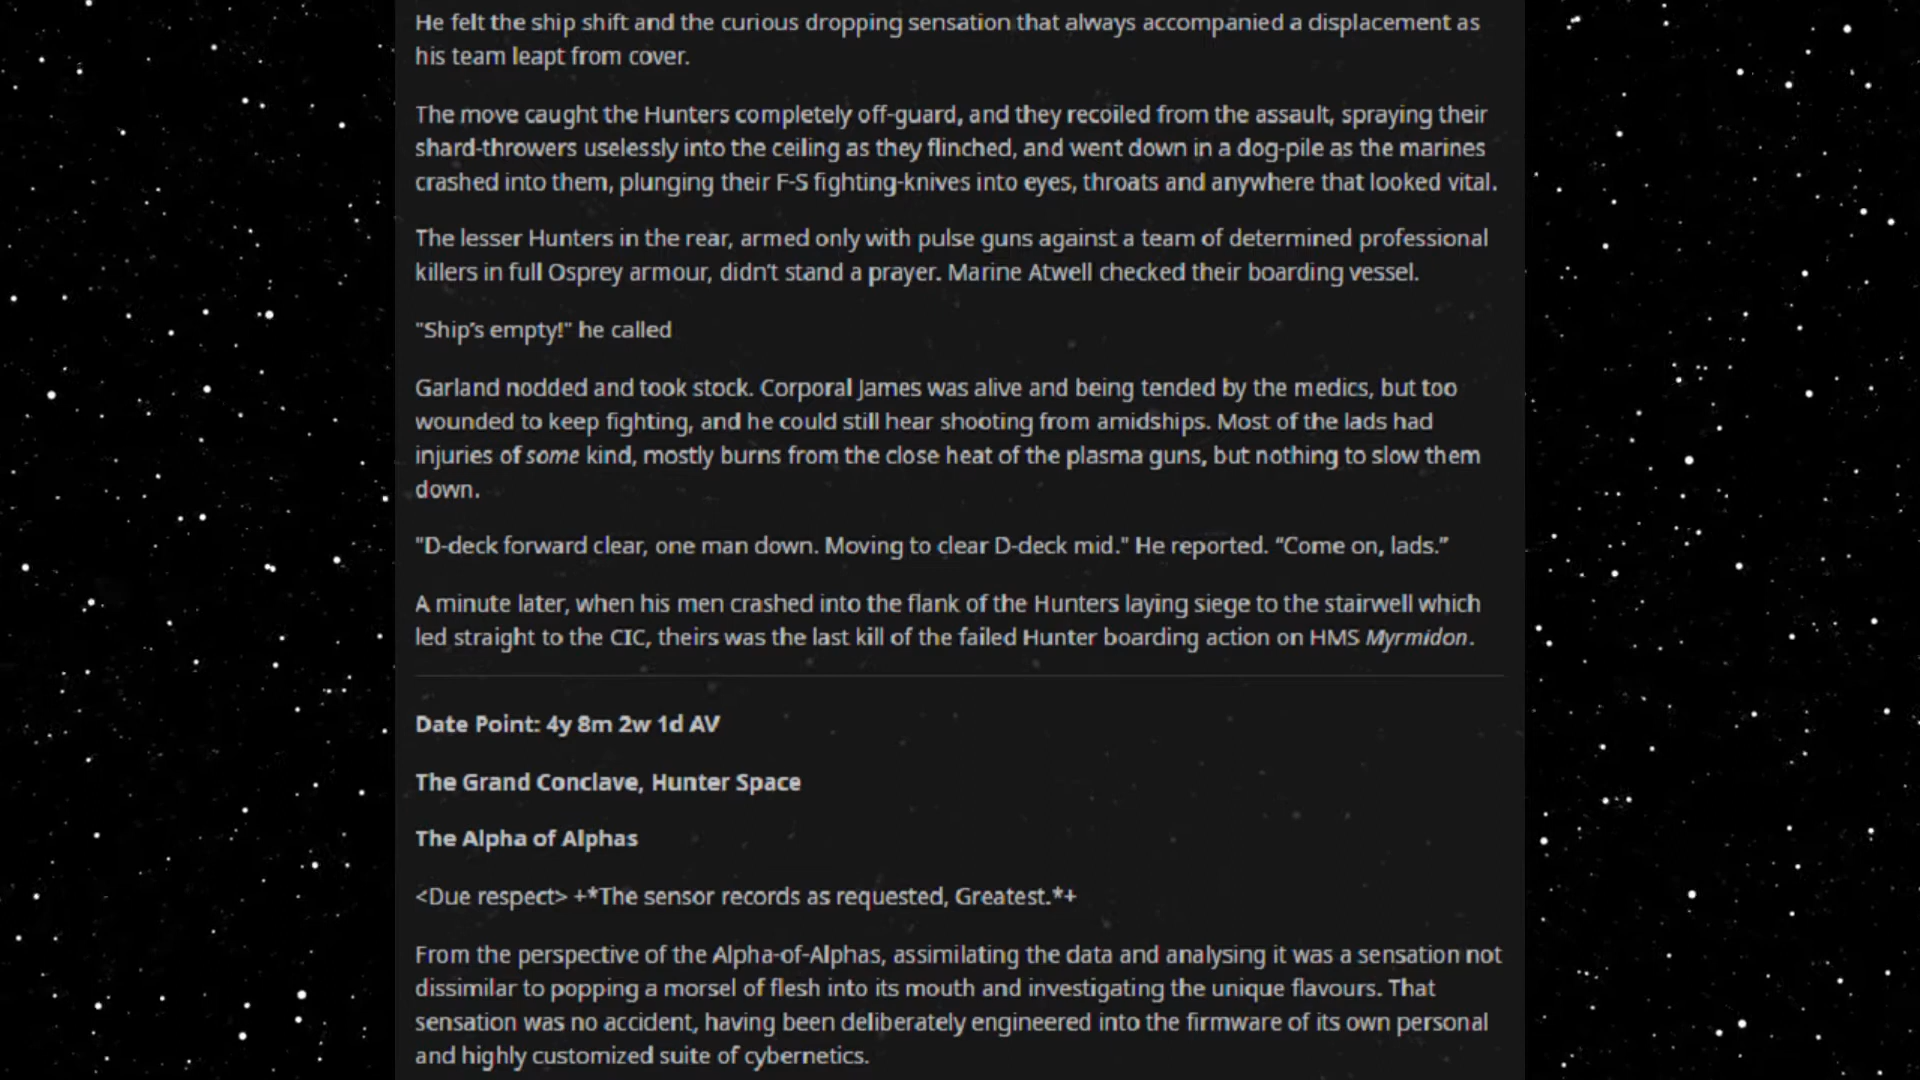 He felt the ship shift and the curious dropping sensation that always accompanied a displacement as
his team leapt from cover.
The move caught the Hunters completely off-guard, and they recoiled from the assault, spraying their
shard-throwers uselessly into the ceiling as they flinched, and went down in a dog-pile as the marines
crashed into them, plunging their F-S fighting-knives into eyes, throats and anywhere that looked vital.
The lesser Hunters in the rear, armed only with pulse guns against a team of determined professional
killers in full Osprey armour, didn't stand a prayer. Marine Atwell checked their boarding vessel.
"Ship's empty!" he called
Garland nodded and took stock. Corporal James was alive and being tended by the medics, but too
wounded to keep fighting, and he could still hear shooting from amidships. Most of the lads had
injuries of some kind, mostly burns from the close heat of the plasma guns, but nothing to slow them
down.
"D-deck forward clear, one man down. Moving to clear D-deck mid." He reported. “Come on, lads.”
A minute later, when his men crashed into the flank of the Hunters laying siege to the stairwell which
led straight to the CIC, theirs was the last kill of the failed Hunter boarding action on HMS Myrmidon.
Date Point: 4y 8m 2w 1d AV
The Grand Conclave, Hunter Space
The Alpha of Alphas
<Due respect> +*The sensor records as requested, Greatest.*+
From the perspective of the Alpha-of-Alphas, assimilating the data and analysing it was a sensation not
dissimilar to popping a morsel of flesh into its mouth and investigating the unique flavours. That
sensation was no accident, having been deliberately engineered into the firmware of its own personal
and highly customized suite of cybernetics.